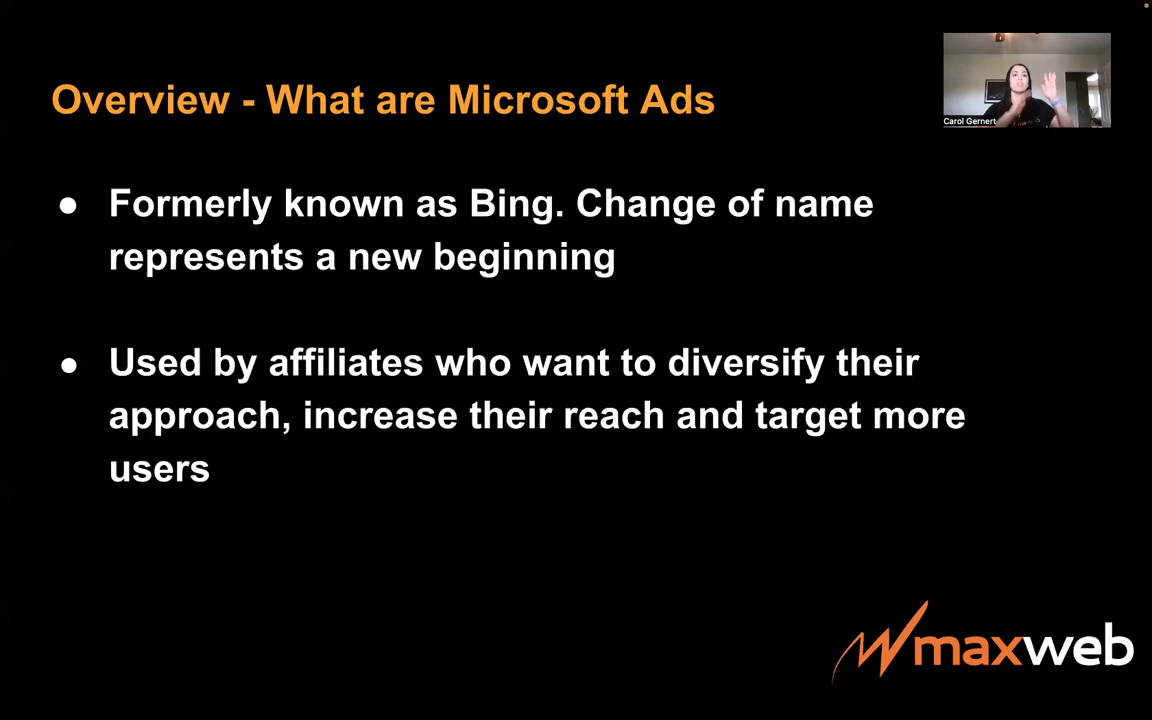 Overview - What are Microsoft Ads
Carol Gernert
● Formerly known as Bing. Change of name
represents a new beginning
● Used by affiliates who want to diversify their
approach, increase their reach and target more
users
maxweb